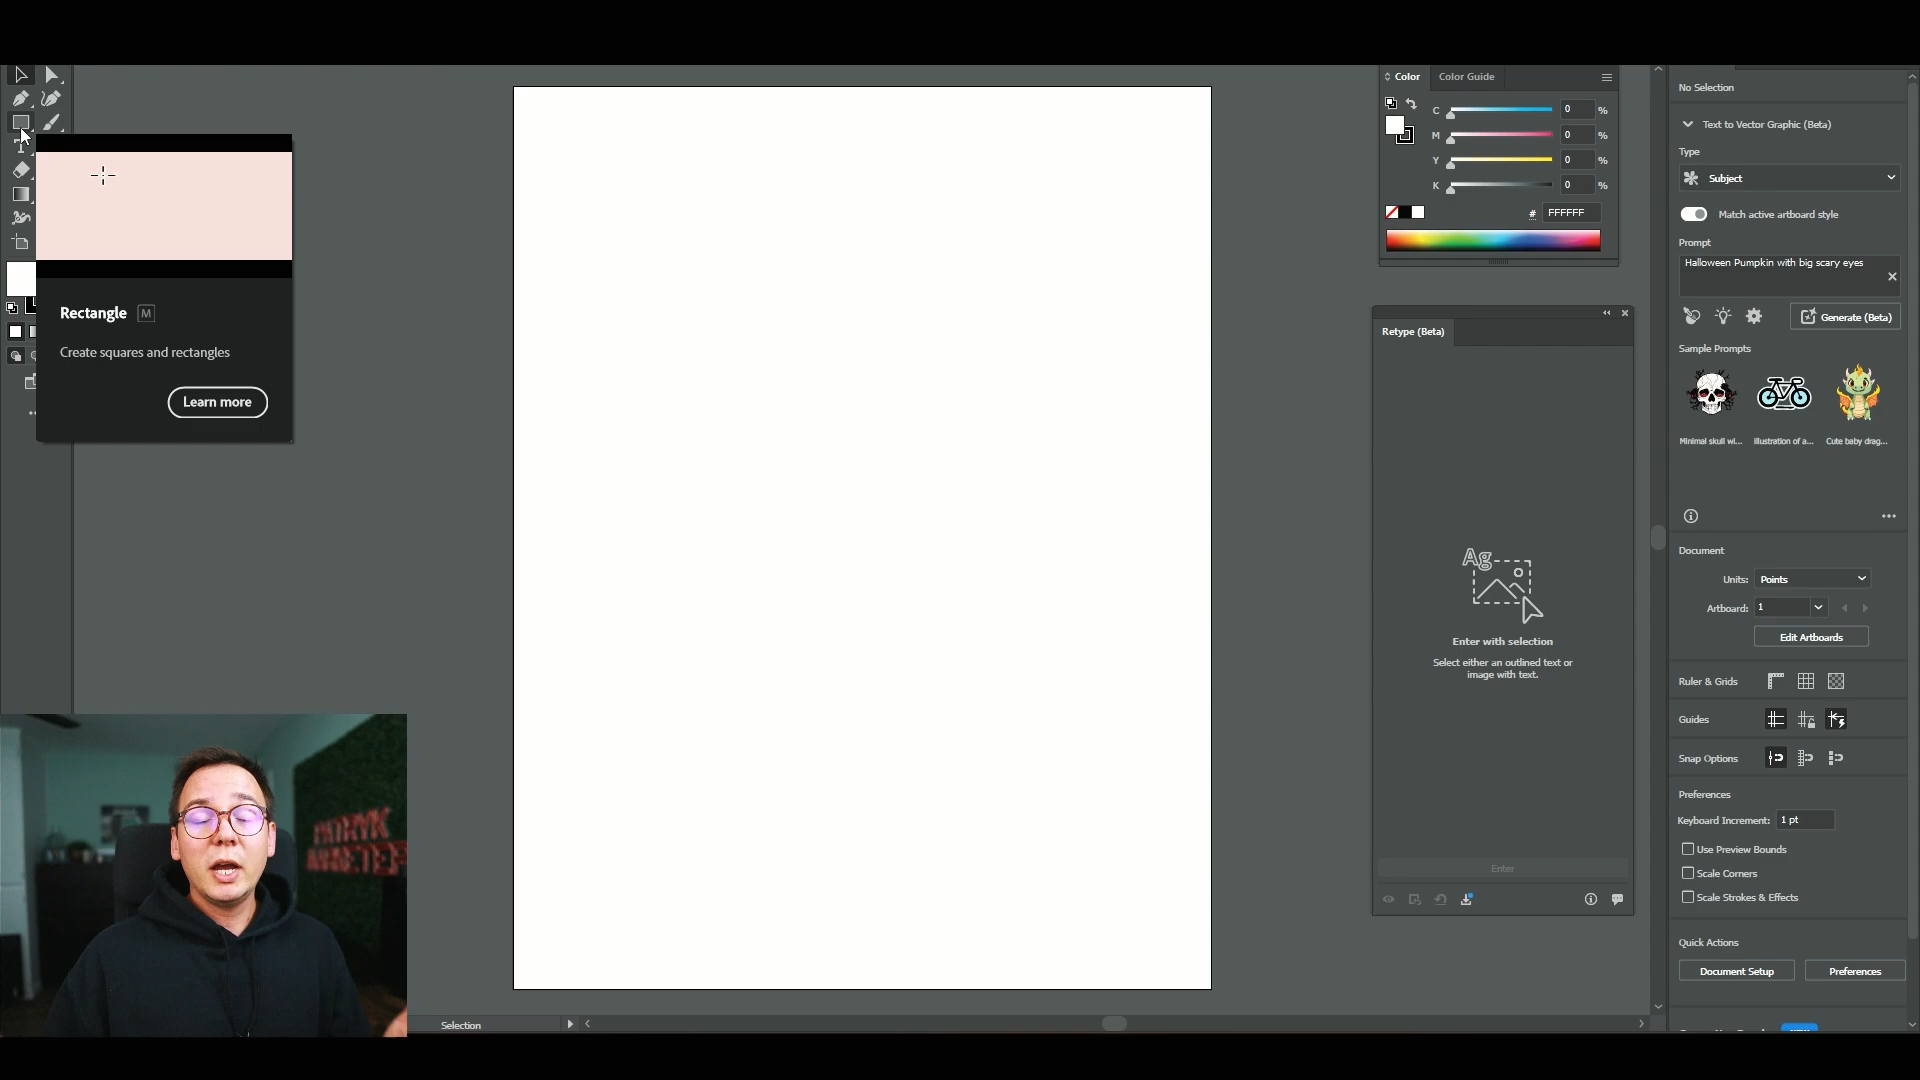 Rectangle M
Create squares and rectangles
Learn more
Selection
Color
Color Guide
C 0 %
M 0 %
Y 0 %
K 0 %
# FFFFFF
Retype (Beta)
Ag
Enter with selection
Select either an outlined text or
image with text.
Enter
No Selection
Text to Vector Graphic (Beta)
Type
Subject
Match active artboard style
Prompt
Halloween Pumpkin with big scary eyes
Generate (Beta)
Sample Prompts
Minimal skull wi...
Illustration of a...
Cute baby drag...
Document
Units: Points
Artboard: 1
Edit Artboards
Ruler & Grids
Guides
Snap Options
Preferences
Keyboard Increment: 1 pt
Use Preview Bounds
Scale Corners
Scale Strokes & Effects
Quick Actions
Document Setup
Preferences